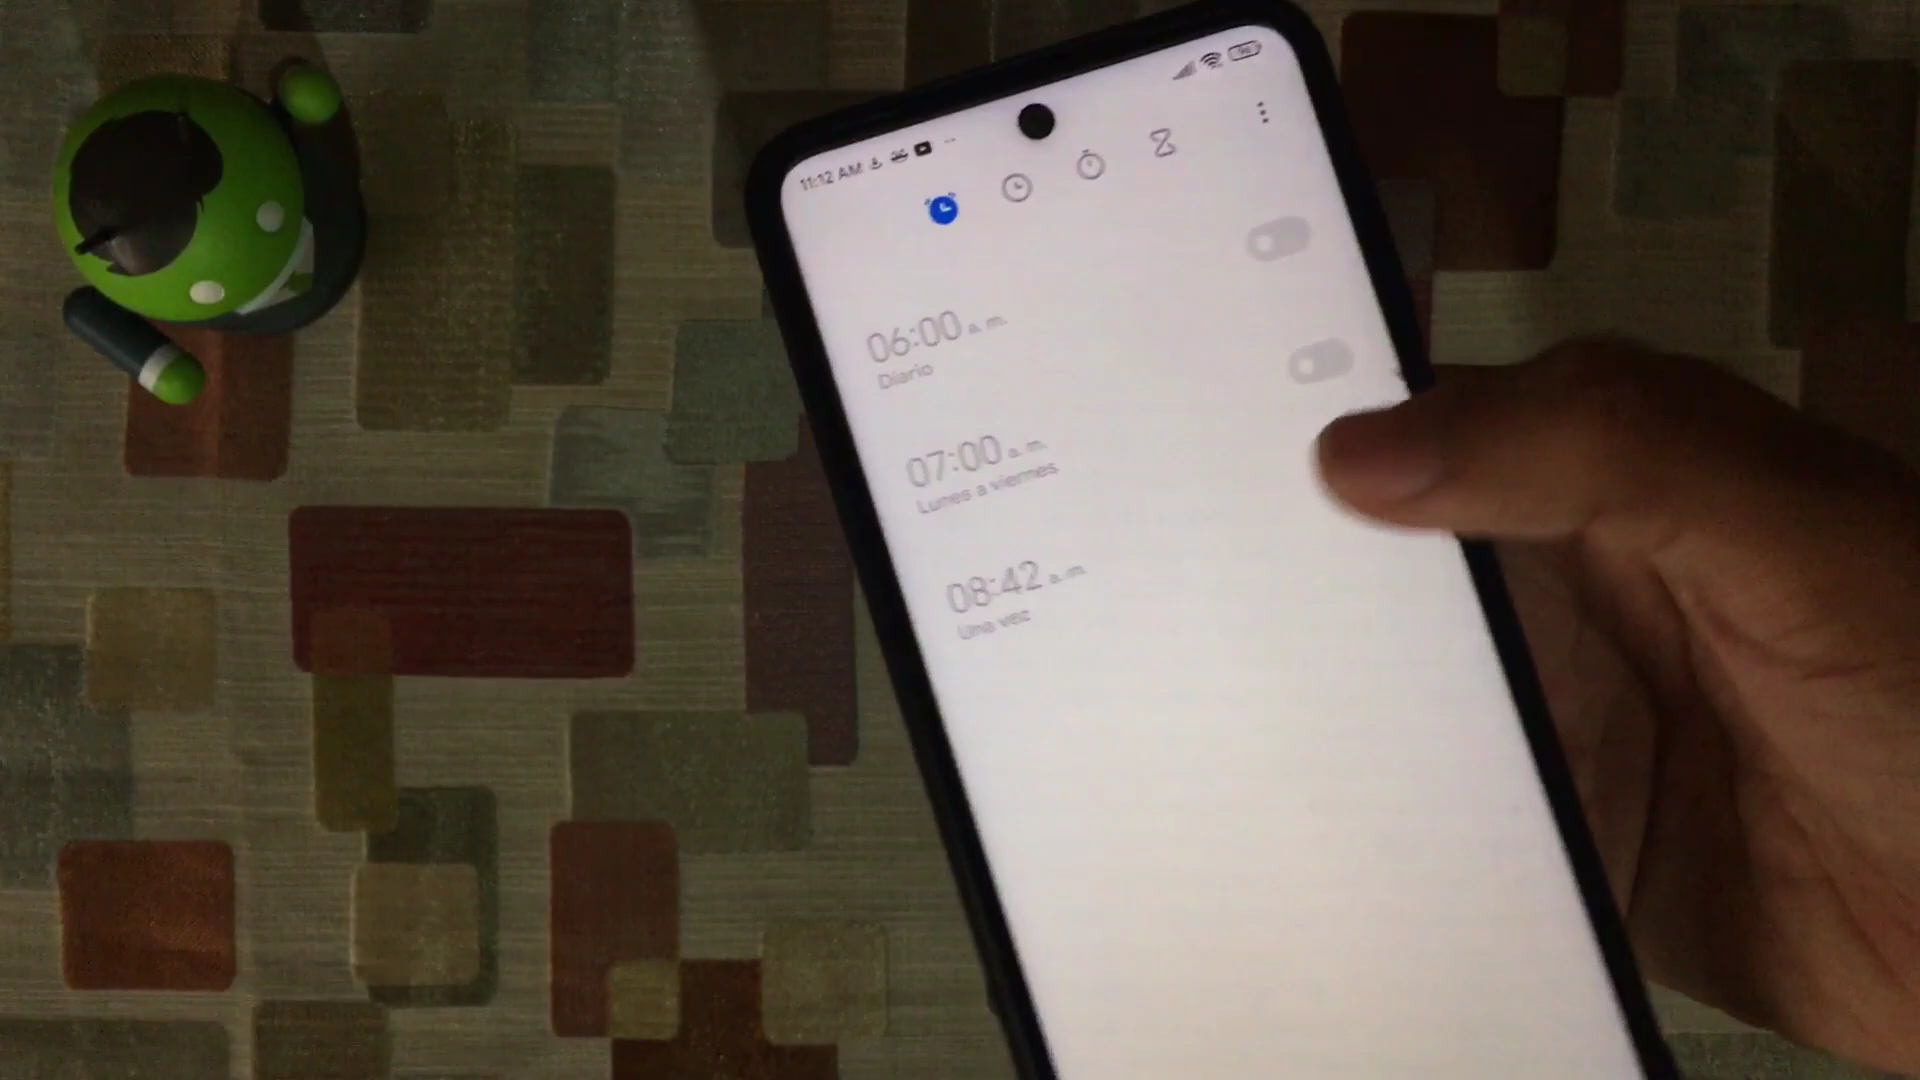 11:12 AM
06:00 a. m.
Diario
07:00 a. m.
Lunes a viernes
08:42 a. m.
Una vez